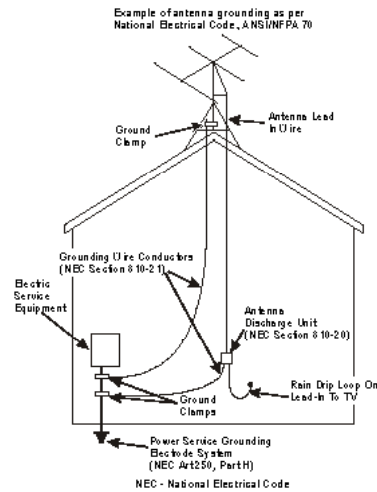 Example of antenna grounding as per
National Electrical Code, ANSI/NFPA 70
Antenna Lead
In Wire
Ground
Clamp
Grounding Wire Conductors
(NEC Section 810-21)
Electric
Service
Equipment
Antenna
Discharge Unit
(NEC Section 810-20)
Rain Drip Loop On
Lead-In To TV
Ground
Clamps
Power Service Grounding
Electrode System
(NEC Art250, Part H)
NEC - National Electrical Code